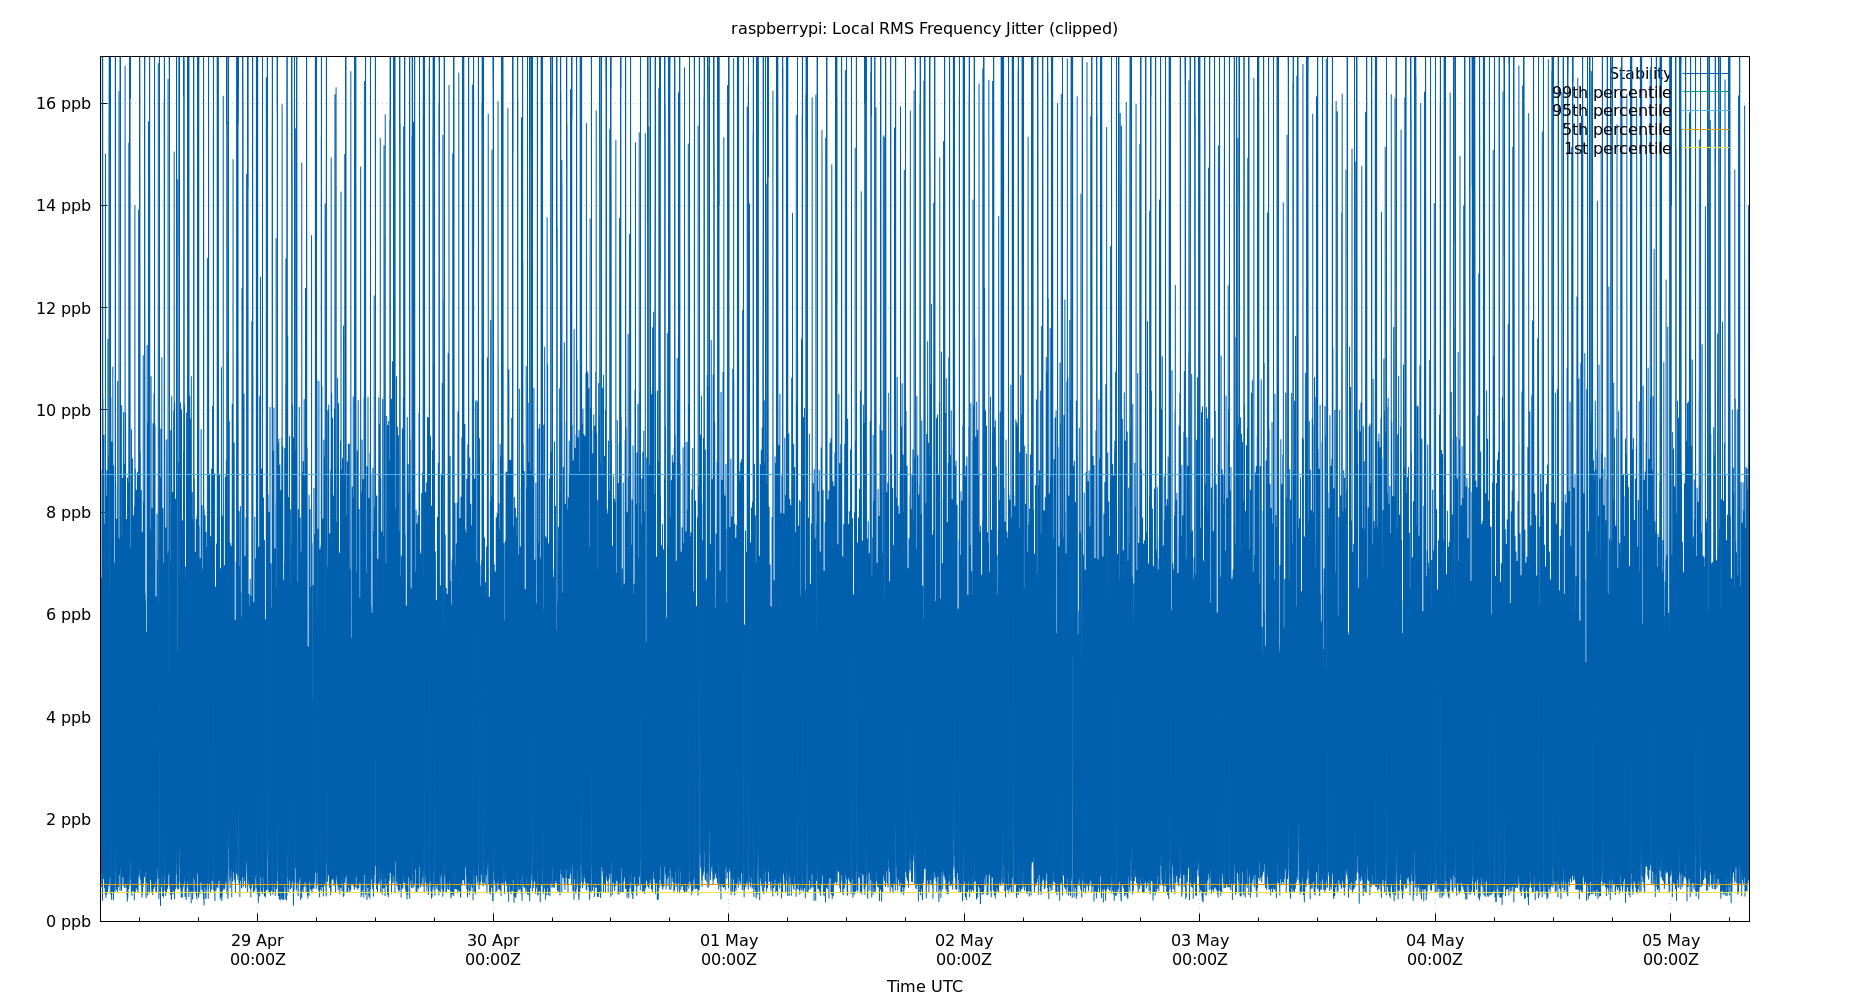 raspberrypi: Local RMS Frequency Jitter (clipped)
Stability
99th percentile
95th percentile
5th percentile
1st percentile
16 ppb
14 ppb
12 ppb
10 ppb
8 ppb
6 ppb
4 ppb
2 ppb
0 ppb
29 Apr 30 Apr 01 May 02 May 03 May 04 May 05 May
00:00Z 00:00Z 00:00Z 00:00Z 00:00Z 00:00Z 00:00Z
Time UTC